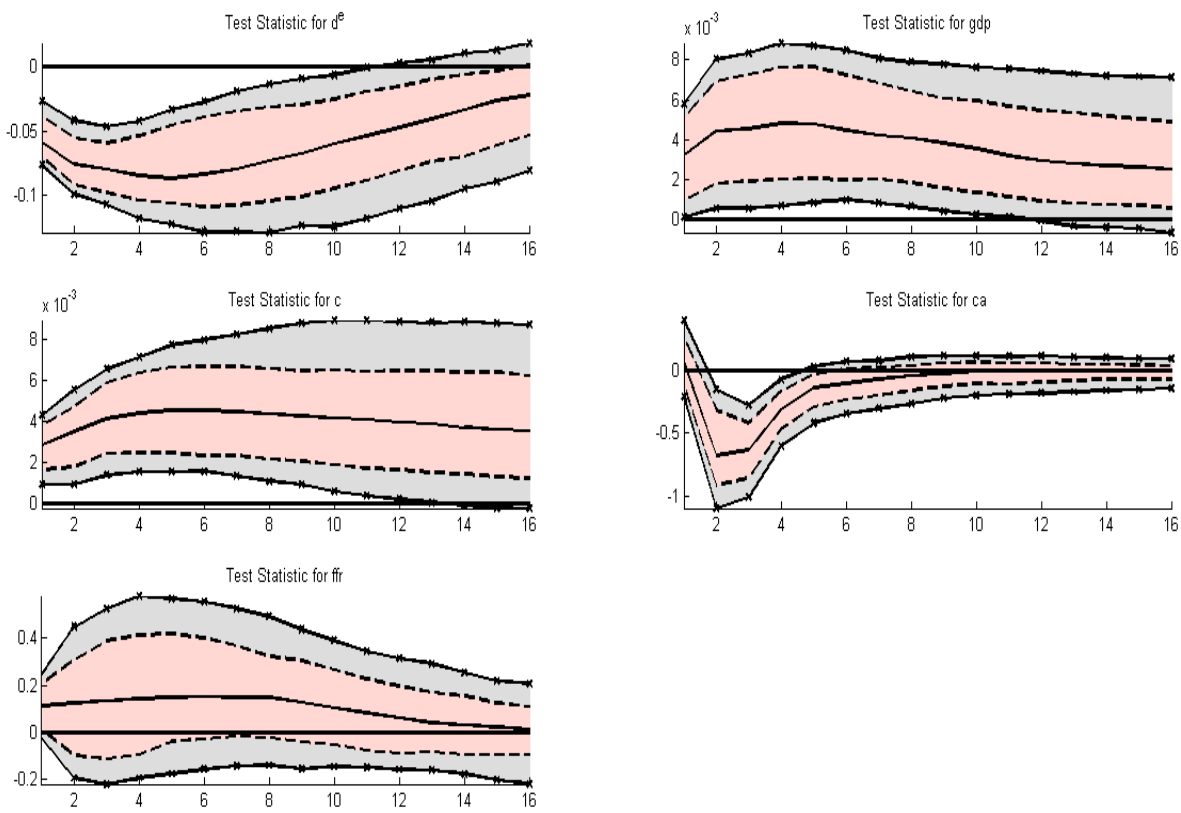 Test Statistic for dᵉ
0
-0.05
-0.1
2 4 6 8 10 12 14 16
Test Statistic for gdp
x 10⁻³
8
6
4
2
0
2 4 6 8 10 12 14 16
Test Statistic for c
x 10⁻³
8
6
4
2
0
2 4 6 8 10 12 14 16
Test Statistic for ca
0
-0.5
-1
2 4 6 8 10 12 14 16
Test Statistic for ffr
0.4
0.2
0
-0.2
2 4 6 8 10 12 14 16